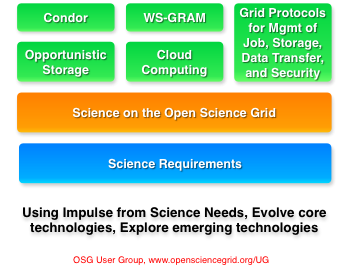 Condor
WS-GRAM
Grid Protocols
for Mgmt of
Job, Storage,
Data Transfer,
and Security
Opportunistic
Storage
Cloud
Computing
Science on the Open Science Grid
Science Requirements
Using Impulse from Science Needs, Evolve core
technologies, Explore emerging technologies
OSG User Group, www.opensciencegrid.org/UG